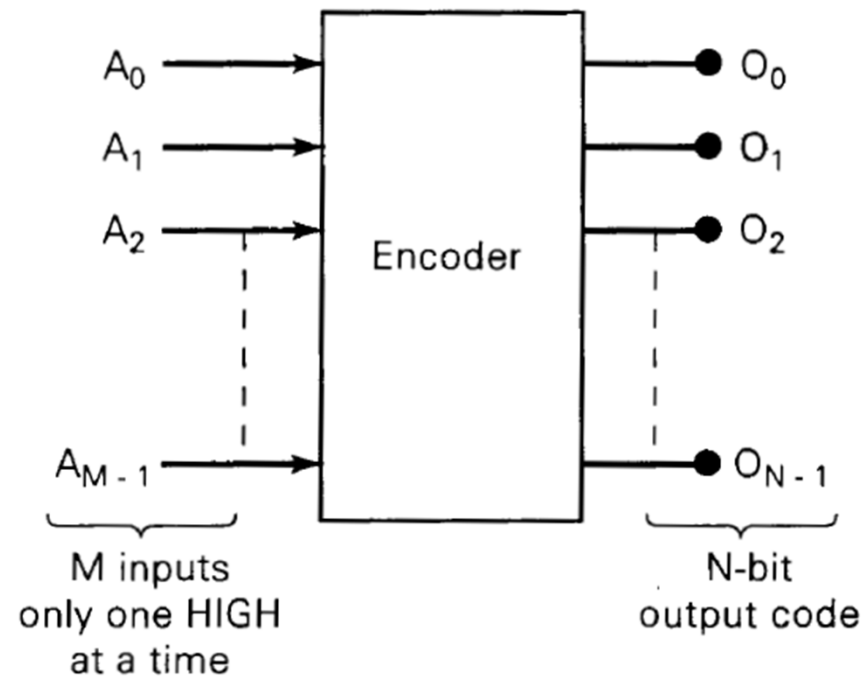 A0
O0
A1
O1
A2
O2
Encoder
AM - 1
ON - 1
M inputs
only one HIGH
at a time
N-bit
output code